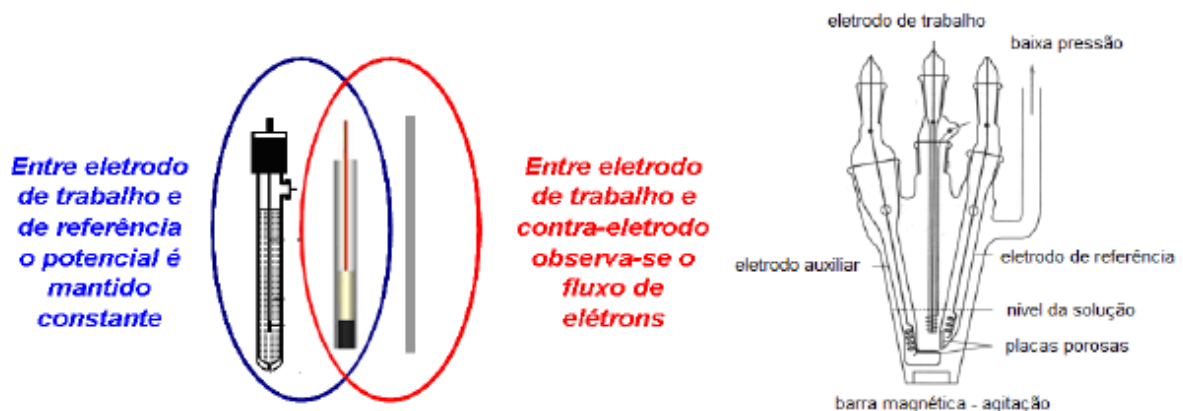 Entre eletrodo
de trabalho e
de referência
o potencial é
mantido
constante
Entre eletrodo
de trabalho e
contra-eletrodo
observa-se o
fluxo de
elétrons
eletrodo de trabalho
baixa pressão
eletrodo auxiliar
eletrodo de referência
nível da solução
placas porosas
barra magnética - agitação